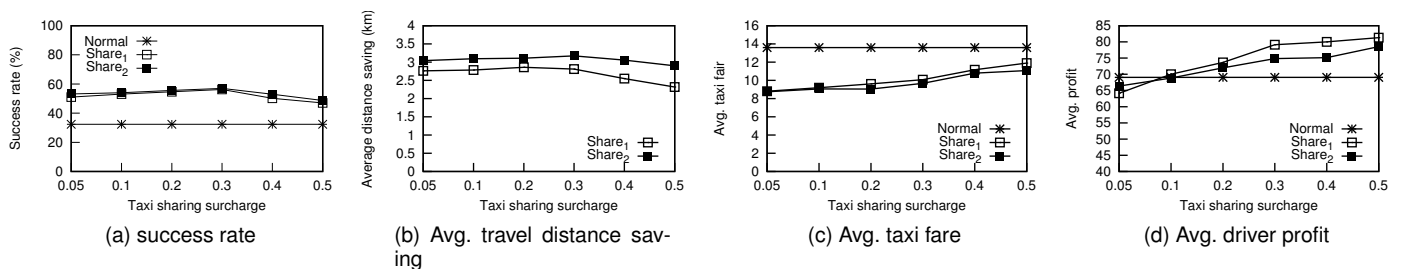 Success rate (%)
100
80
60
40
20
0
Normal
Share1
Share2
0.05 0.1 0.2 0.3 0.4 0.5
Taxi sharing surcharge
(a) success rate
Average distance saving (km)
4
3.5
3
2.5
2
1.5
1
0.5
0
Share1
Share2
0.05 0.1 0.2 0.3 0.4 0.5
Taxi sharing surcharge
(b) Avg. travel distance sav-
ing
Avg. taxi fair
16
14
12
10
8
6
4
2
0
Normal
Share1
Share2
0.05 0.1 0.2 0.3 0.4 0.5
Taxi sharing surcharge
(c) Avg. taxi fare
Avg. profit
85
80
75
70
65
60
55
50
45
40
Normal
Share1
Share2
0.05 0.1 0.2 0.3 0.4 0.5
Taxi sharing surcharge
(d) Avg. driver profit